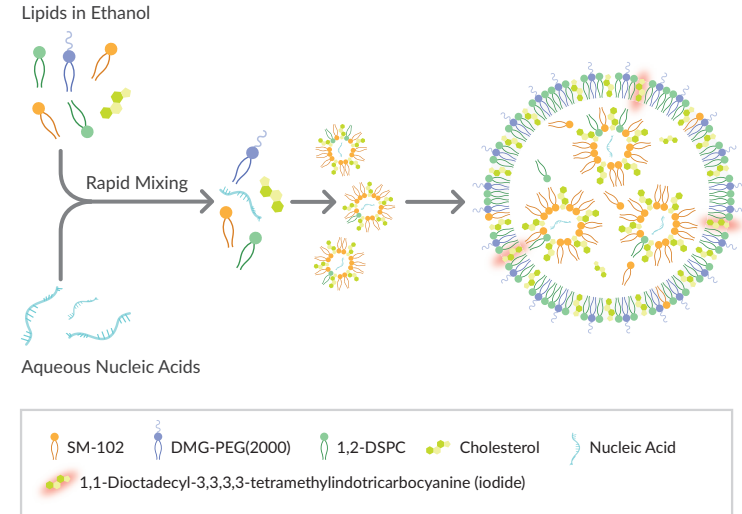 Lipids in Ethanol
Rapid Mixing
Aqueous Nucleic Acids
SM-102
DMG-PEG(2000)
1,2-DSPC
Cholesterol
Nucleic Acid
1,1-Dioctadecyl-3,3,3,3-tetramethylindotricarbocyanine (iodide)